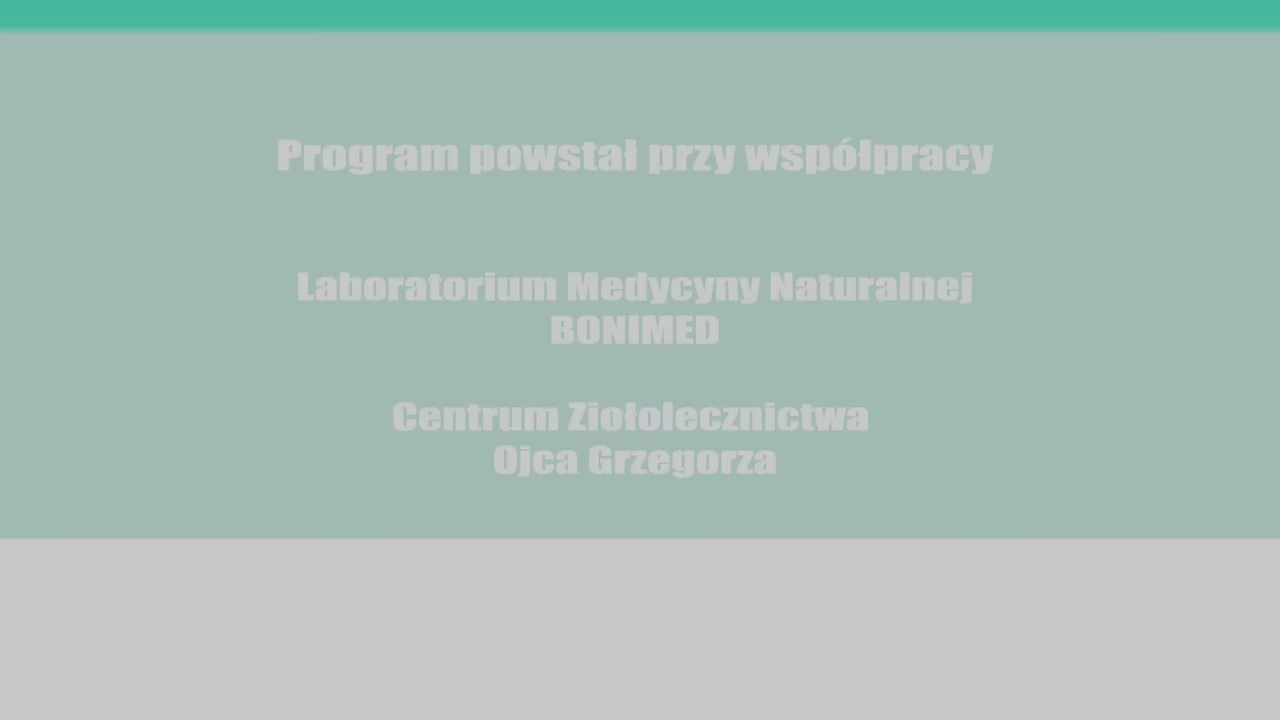 Program powstał przy współpracy
Laboratorium Medycyny Naturalnej
BONIMED
Centrum Ziołolecznictwa
Ojca Grzegorza